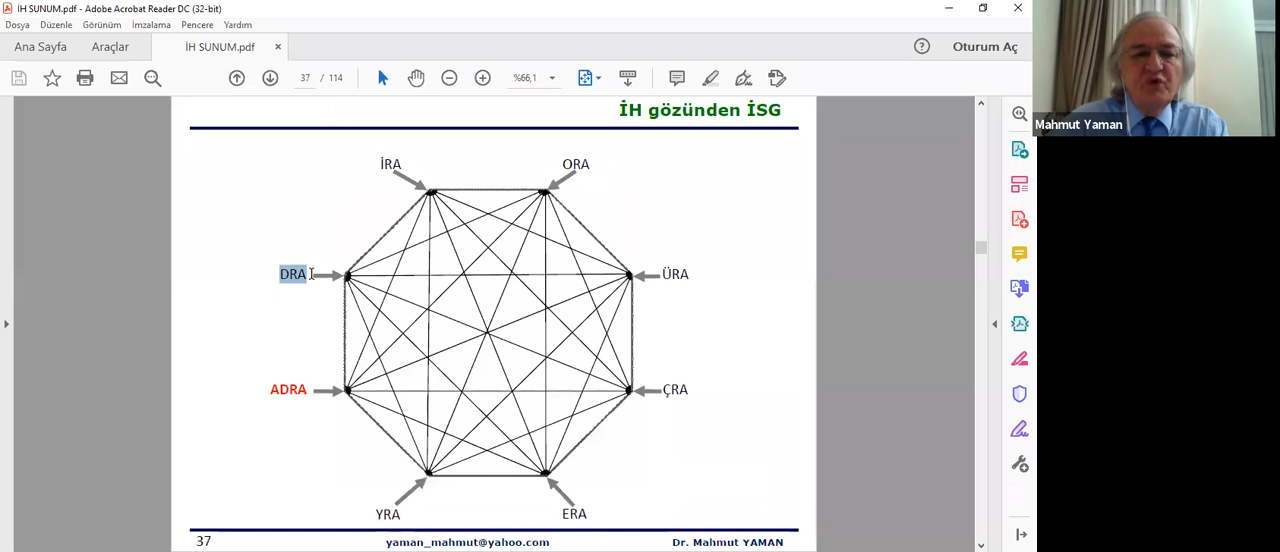 İH SUNUM.pdf - Adobe Acrobat Reader DC (32-bit)
Dosya Düzenle Görünüm İmzalama Pencere Yardım
Ana Sayfa Araçlar İH SUNUM.pdf Oturum Aç
37 / 114 %66,1
İH gözünden İSG
İRA ORA
DRA ÜRA
ADRA ÇRA
YRA ERA
37 yaman_mahmut@yahoo.com Dr. Mahmut YAMAN
Mahmut Yaman